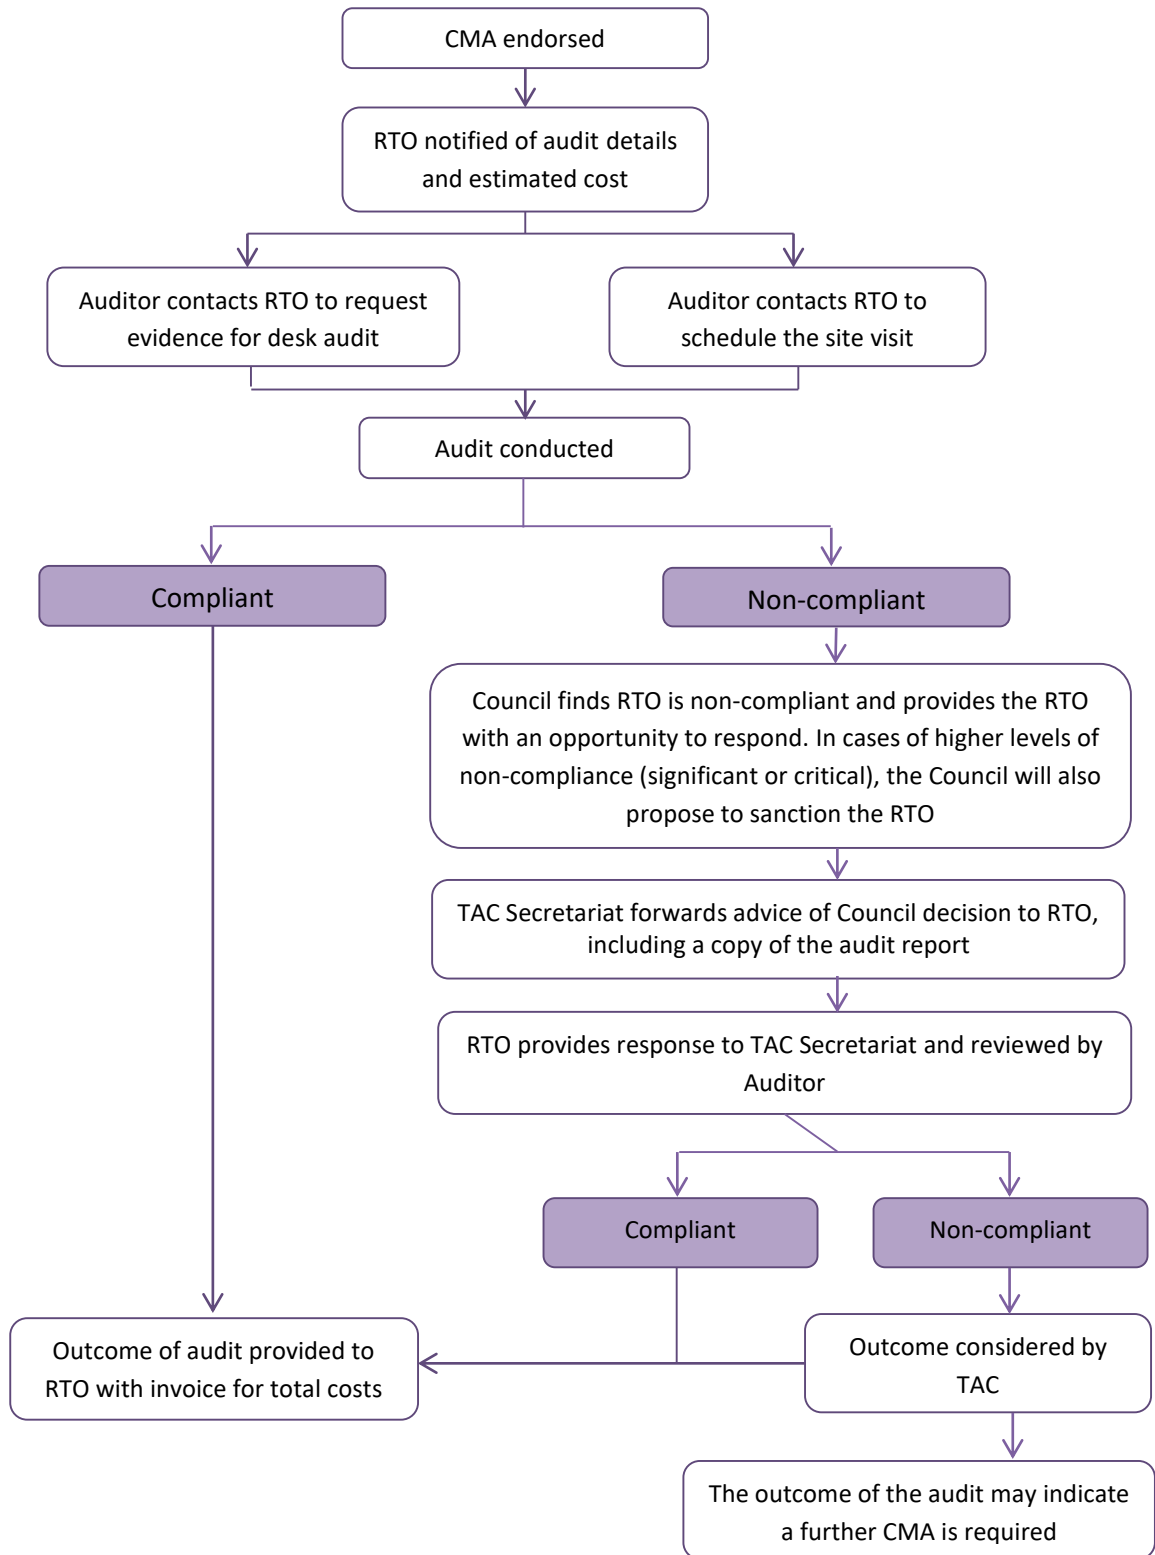 CMA endorsed
RTO notified of audit details
and estimated cost
Auditor contacts RTO to request
evidence for desk audit
Auditor contacts RTO to
schedule the site visit
Audit conducted
Compliant
Non-compliant
Council finds RTO is non-compliant and provides the RTO
with an opportunity to respond. In cases of higher levels of
non-compliance (significant or critical), the Council will also
propose to sanction the RTO
TAC Secretariat forwards advice of Council decision to RTO,
including a copy of the audit report
RTO provides response to TAC Secretariat and reviewed by
Auditor
Compliant
Non-compliant
Outcome of audit provided to
RTO with invoice for total costs
Outcome considered by
TAC
The outcome of the audit may indicate
a further CMA is required